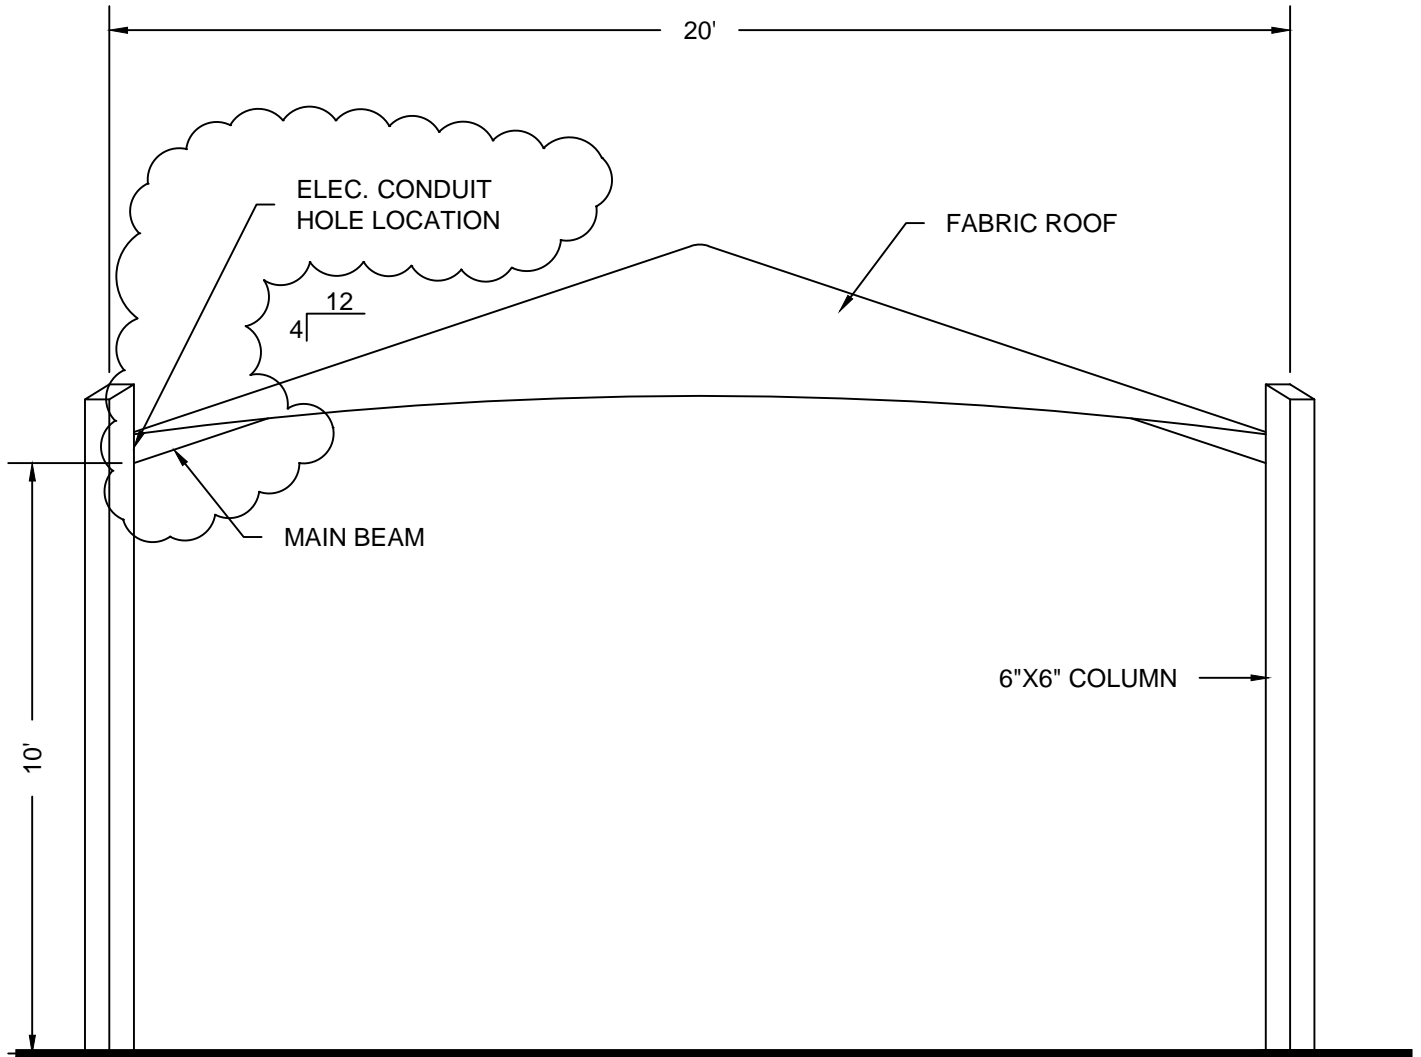 20'
ELEC. CONDUIT
HOLE LOCATION
FABRIC ROOF
12
4
MAIN BEAM
6"X6" COLUMN
10'